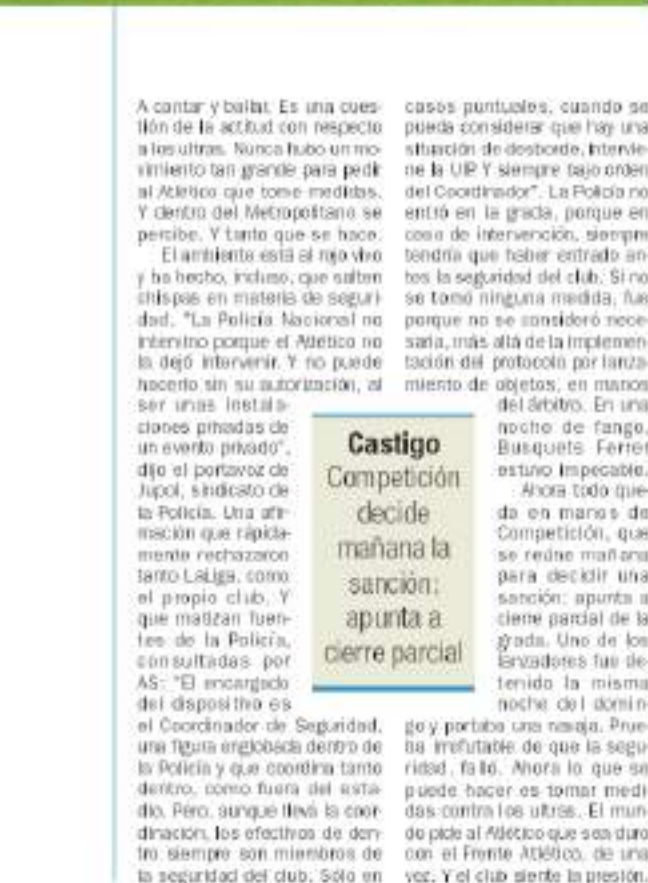 A cantar y bailar. Es una cues-
tión de la actitud con respecto
a los ultras. Nunca hubo un mo-
vimiento tan grande para pedir
al Atlético que tome medidas.
Y dentro del Metropolitano se
percibe. Y tanto que se hace.
El ambiente está al rojo vivo
y ha hecho, incluso, que salten
chispas en materia de seguri-
dad. "La Policía Nacional no
intervino porque el Atlético no
la dejó intervenir. Y no puede
hacerlo sin su autorización, al
ser unas instala-
ciones privadas de
un evento privado",
dijo el portavoz de
Jupol, sindicato de
la Policía. Una afir-
mación que rápida-
mente rechazaron
tanto LaLiga, como
el propio club. Y
que matizan fuen-
tes de la Policía,
consultadas por
AS: "El encargado
del dispositivo es
el Coordinador de Seguridad,
una figura englobada dentro de
la Policía y que coordina tanto
dentro, como fuera del esta-
dio. Pero, aunque lleva la coor-
dinación, los efectivos de den-
tro siempre son miembros de
la seguridad del club. Sólo en
casos puntuales, cuando se
pueda considerar que hay una
situación de desborde, intervie-
ne la UIP Y siempre bajo orden
del Coordinador". La Policía no
entró en la grada, porque en
caso de intervención, siempre
tendría que haber entrado an-
tes la seguridad del club. Si no
se tomó ninguna medida, fue
porque no se consideró nece-
saria, más allá de la implemen-
tación del protocolo por lanza-
miento de objetos, en manos
del árbitro. En una
noche de fango,
Busquets Ferrer
estuvo impecable.
Ahora todo que-
da en manos de
Competición, que
se reúne mañana
para decidir una
sanción: apunta a
cierre parcial de la
grada. Uno de los
lanzadores fue de-
tenido la misma
noche del domin-
go y portaba una navaja. Prue-
ba irrefutable de que la segu-
ridad, falló. Ahora lo que se
puede hacer es tomar medi-
das contra los ultras. El mun-
do pide al Atlético que sea duro
con el Frente Atlético, de una
vez. Y el club siente la presión.
Castigo
Competición
decide
mañana la
sanción:
apunta a
cierre parcial